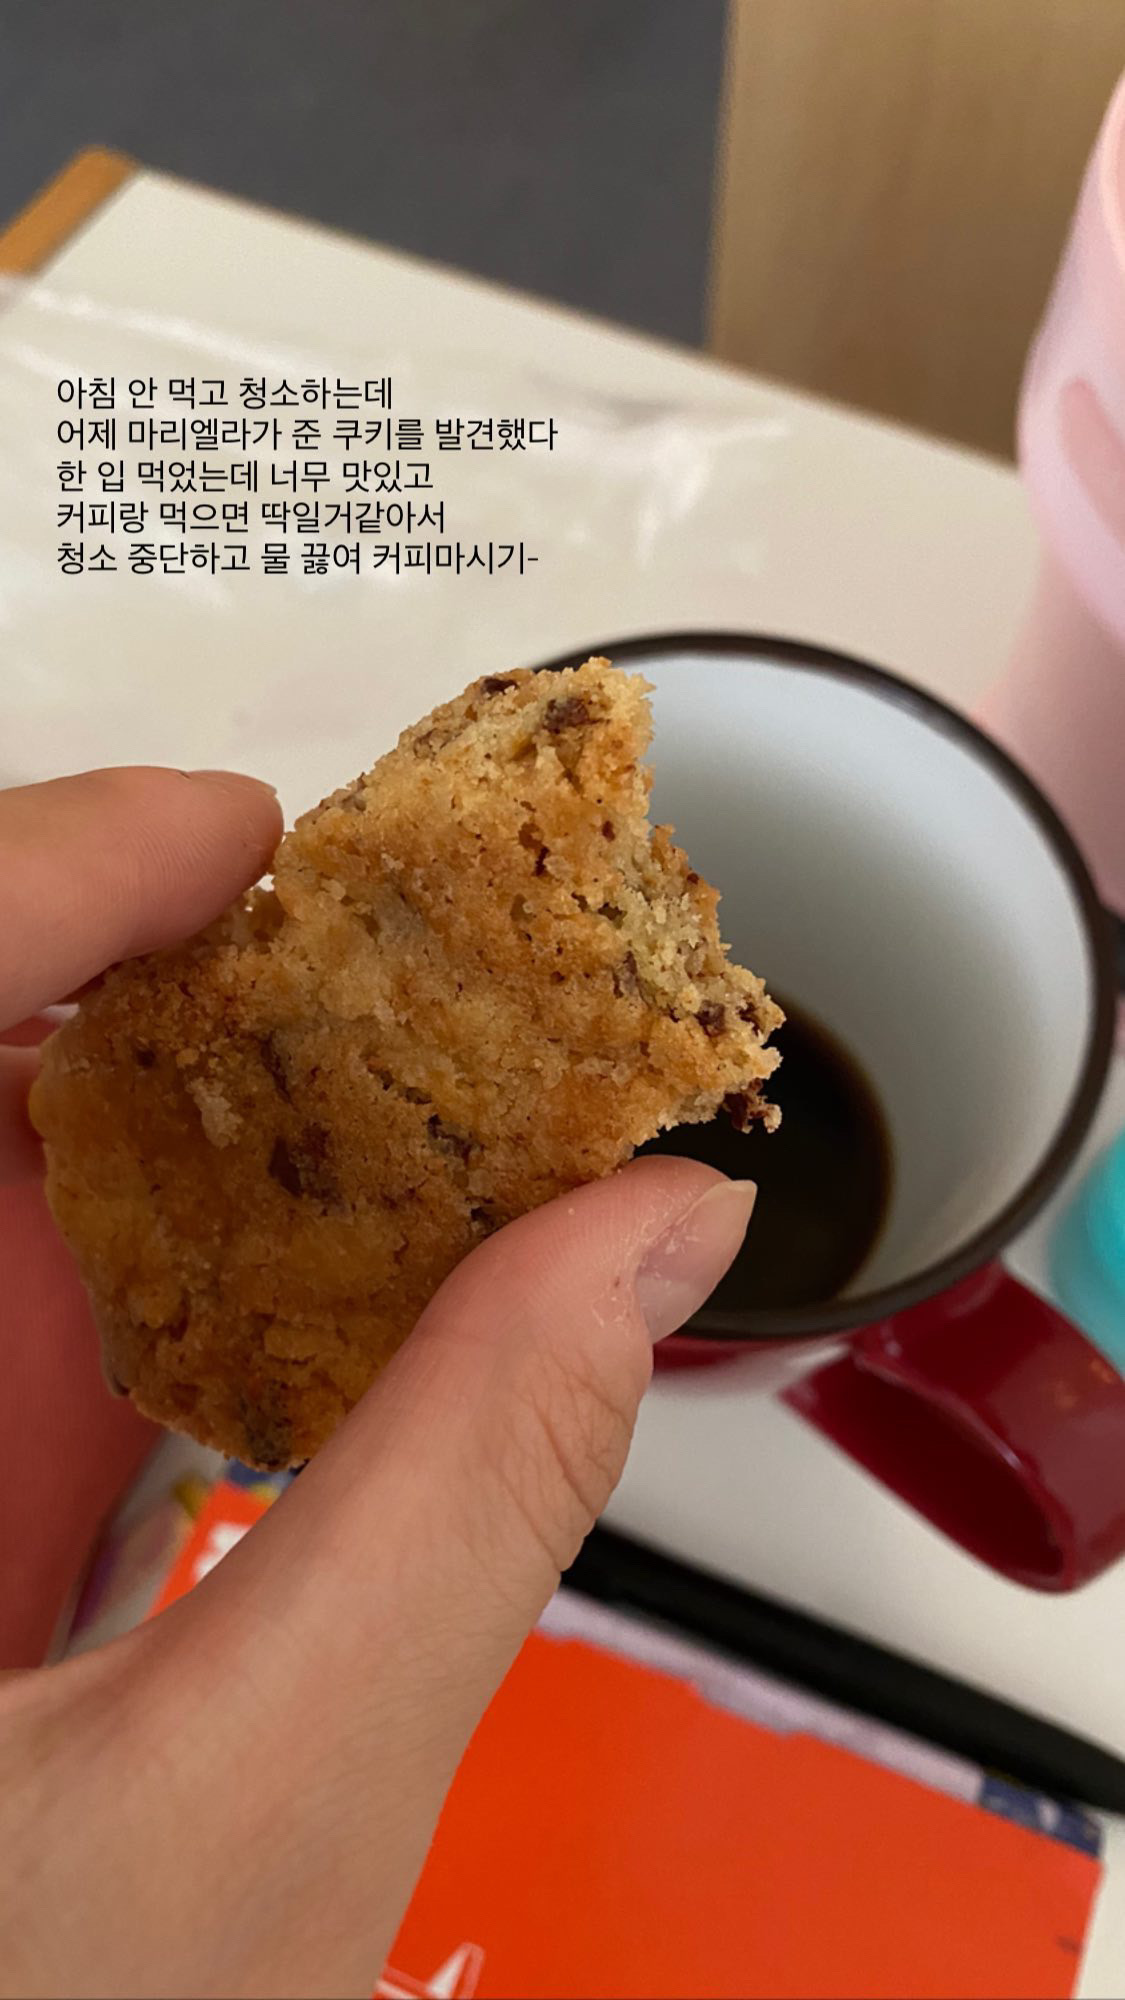 아침 안 먹고 청소하는데
어제 마리엘라가 준 쿠키를 발견했다
한 입 먹었는데 너무 맛있고
커피랑 먹으면 딱일거같아서
청소 중단하고 물 끓여 커피마시기-